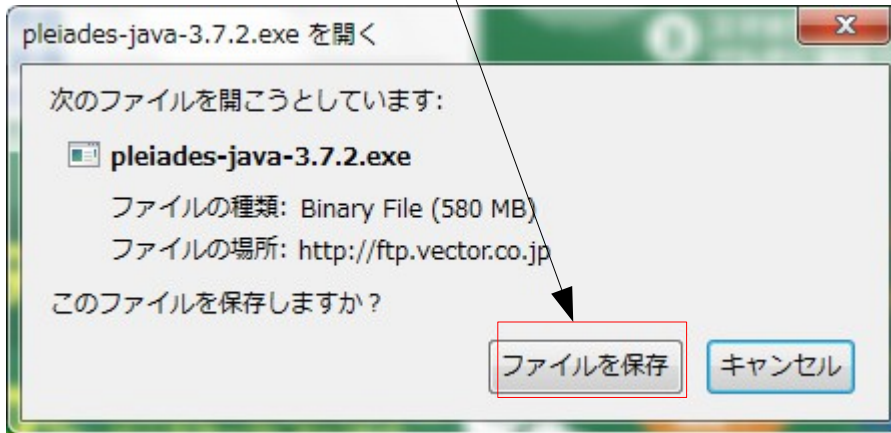 pleiades-java-3.7.2.exe を開く
次のファイルを開こうとしています:
pleiades-java-3.7.2.exe
ファイルの種類: Binary File (580 MB)
ファイルの場所: http://ftp.vector.co.jp
このファイルを保存しますか?
ファイルを保存 キャンセル